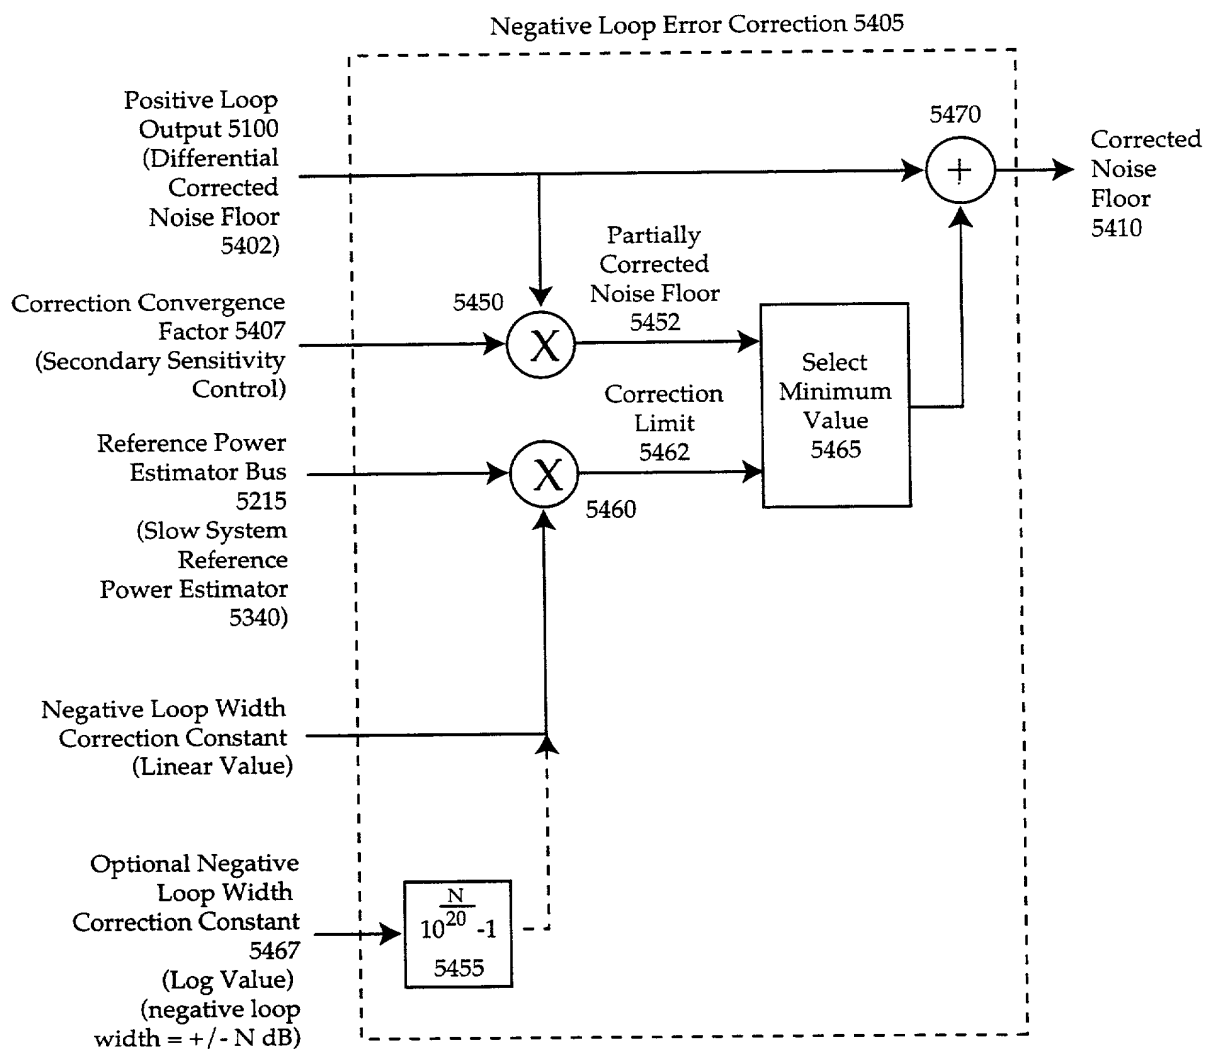 Negative Loop Error Correction 5405
Positive Loop
Output 5100
(Differential
Corrected
Noise Floor
5402)
5470
+
Corrected
Noise
Floor
5410
Correction Convergence
Factor 5407
(Secondary Sensitivity
Control)
5450
X
Partially
Corrected
Noise Floor
5452
Select
Minimum
Value
5465
Reference Power
Estimator Bus
5215
(Slow System
Reference
Power Estimator
5340)
X
5460
Correction
Limit
5462
Negative Loop Width
Correction Constant
(Linear Value)
Optional Negative
Loop Width
Correction Constant
5467
(Log Value)
(negative loop
width = +/- N dB)
N
10 20 -1
5455